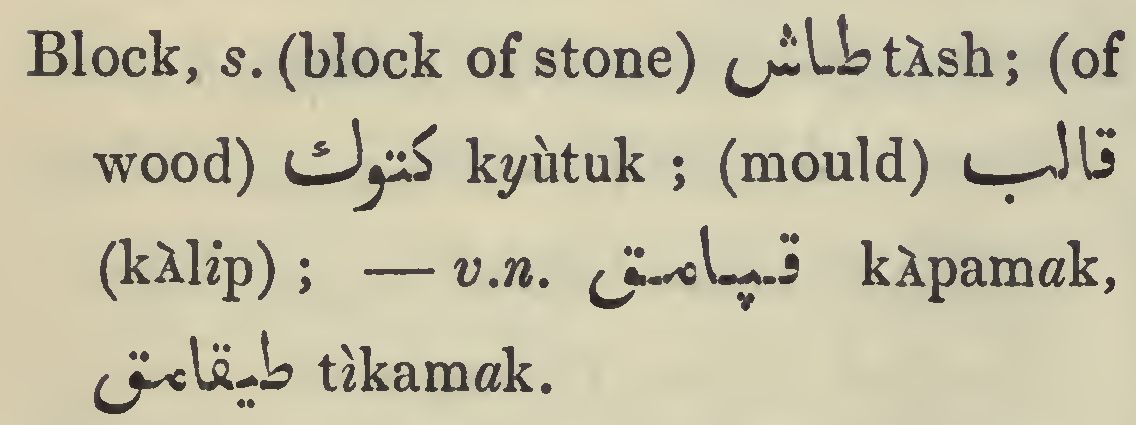 Block, s. (block of stone) طاش tàsh; (of
wood) كتوك kyùtuk ; (mould) قالب
(kàlip) ; — v.n. قپامق kàpamak,
طيقامق tìkamak.